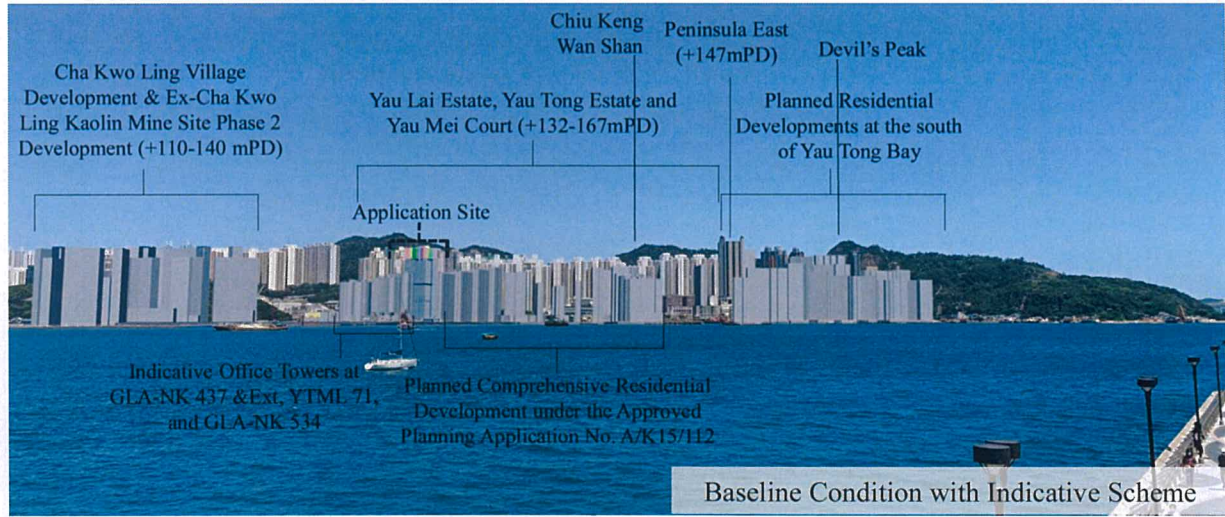 Cha Kwo Ling Village
Development & Ex-Cha Kwo
Ling Kaolin Mine Site Phase 2
Development (+110-140 mPD)
Yau Lai Estate, Yau Tong Estate and
Yau Mei Court (+132-167mPD)
Chiu Keng
Wan Shan
Peninsula East
(+147mPD)
Devil's Peak
Planned Residential
Developments at the south
of Yau Tong Bay
Application Site
Indicative Office Towers at
GLA-NK 437 &Ext, YTML 71,
and GLA-NK 534
Planned Comprehensive Residential
Development under the Approved
Planning Application No. A/K15/112
Baseline Condition with Indicative Scheme